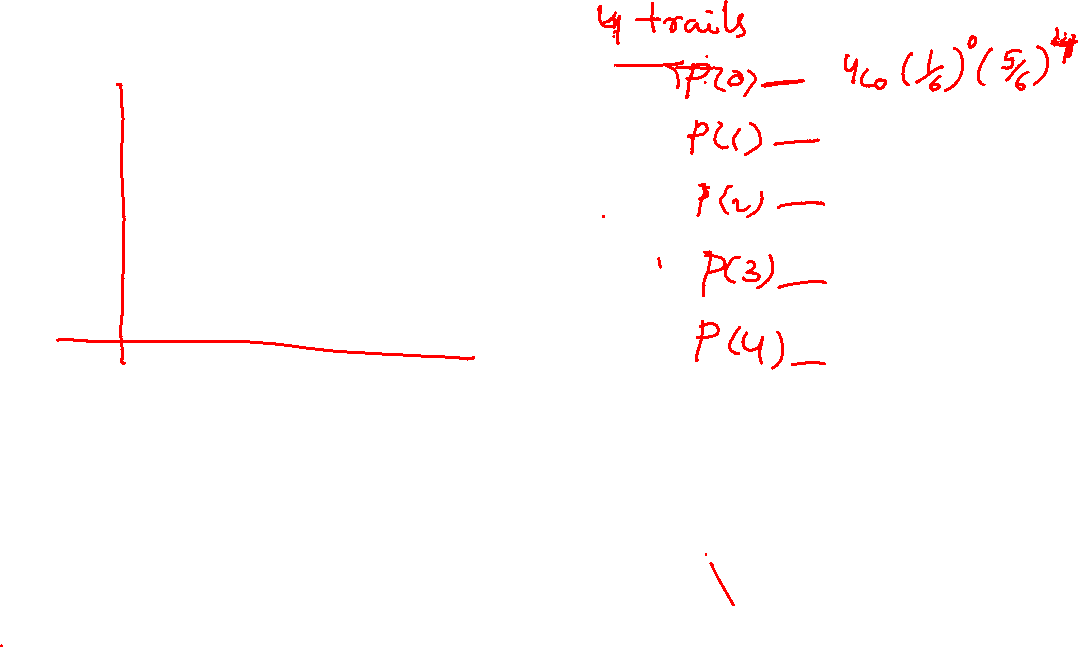 4 trails
P(0) — 4C0 (1/6)^0 (5/6)^4
P(1) —
P(2) —
P(3) —
P(4) —